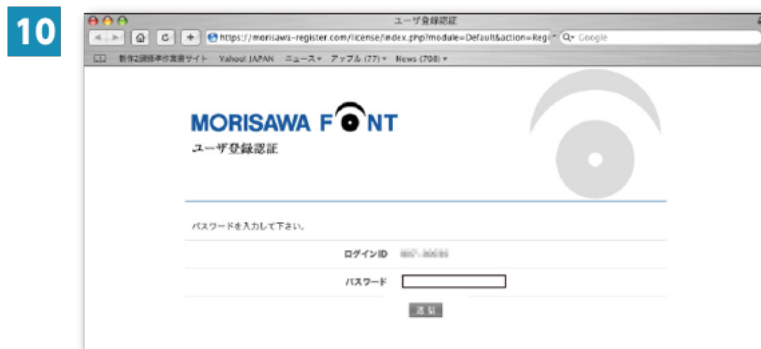 10
ユーザ登録認証
https://morisawa-register.com/license/index.php?module=Default&action=Regi
Google
Yahoo! JAPAN ニュース▾ アップル (77)▾ News (708)▾
MORISAWA FONT
ユーザ登録認証
パスワードを入力して下さい。
ログインID
パスワード
送信